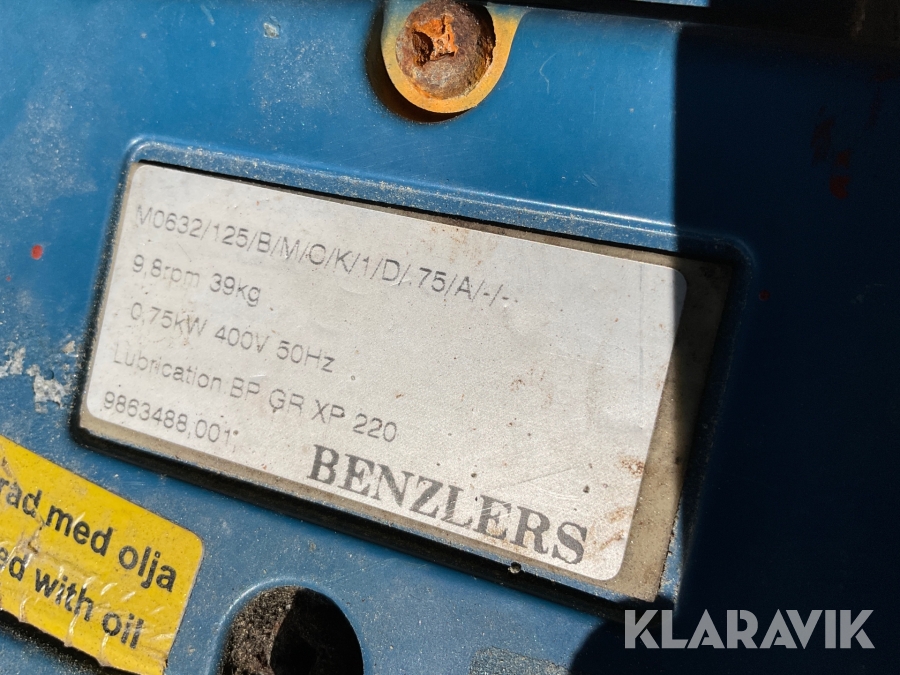 M0632/125/B/M/C/K/1/D/.75/A/-/-.
9,8rpm 39kg
0,75kW 400V 50Hz
Lubrication BP GR XP 220
9863488,001*
BENZLERS
rad med olja
ed with oil
KLARAVIK